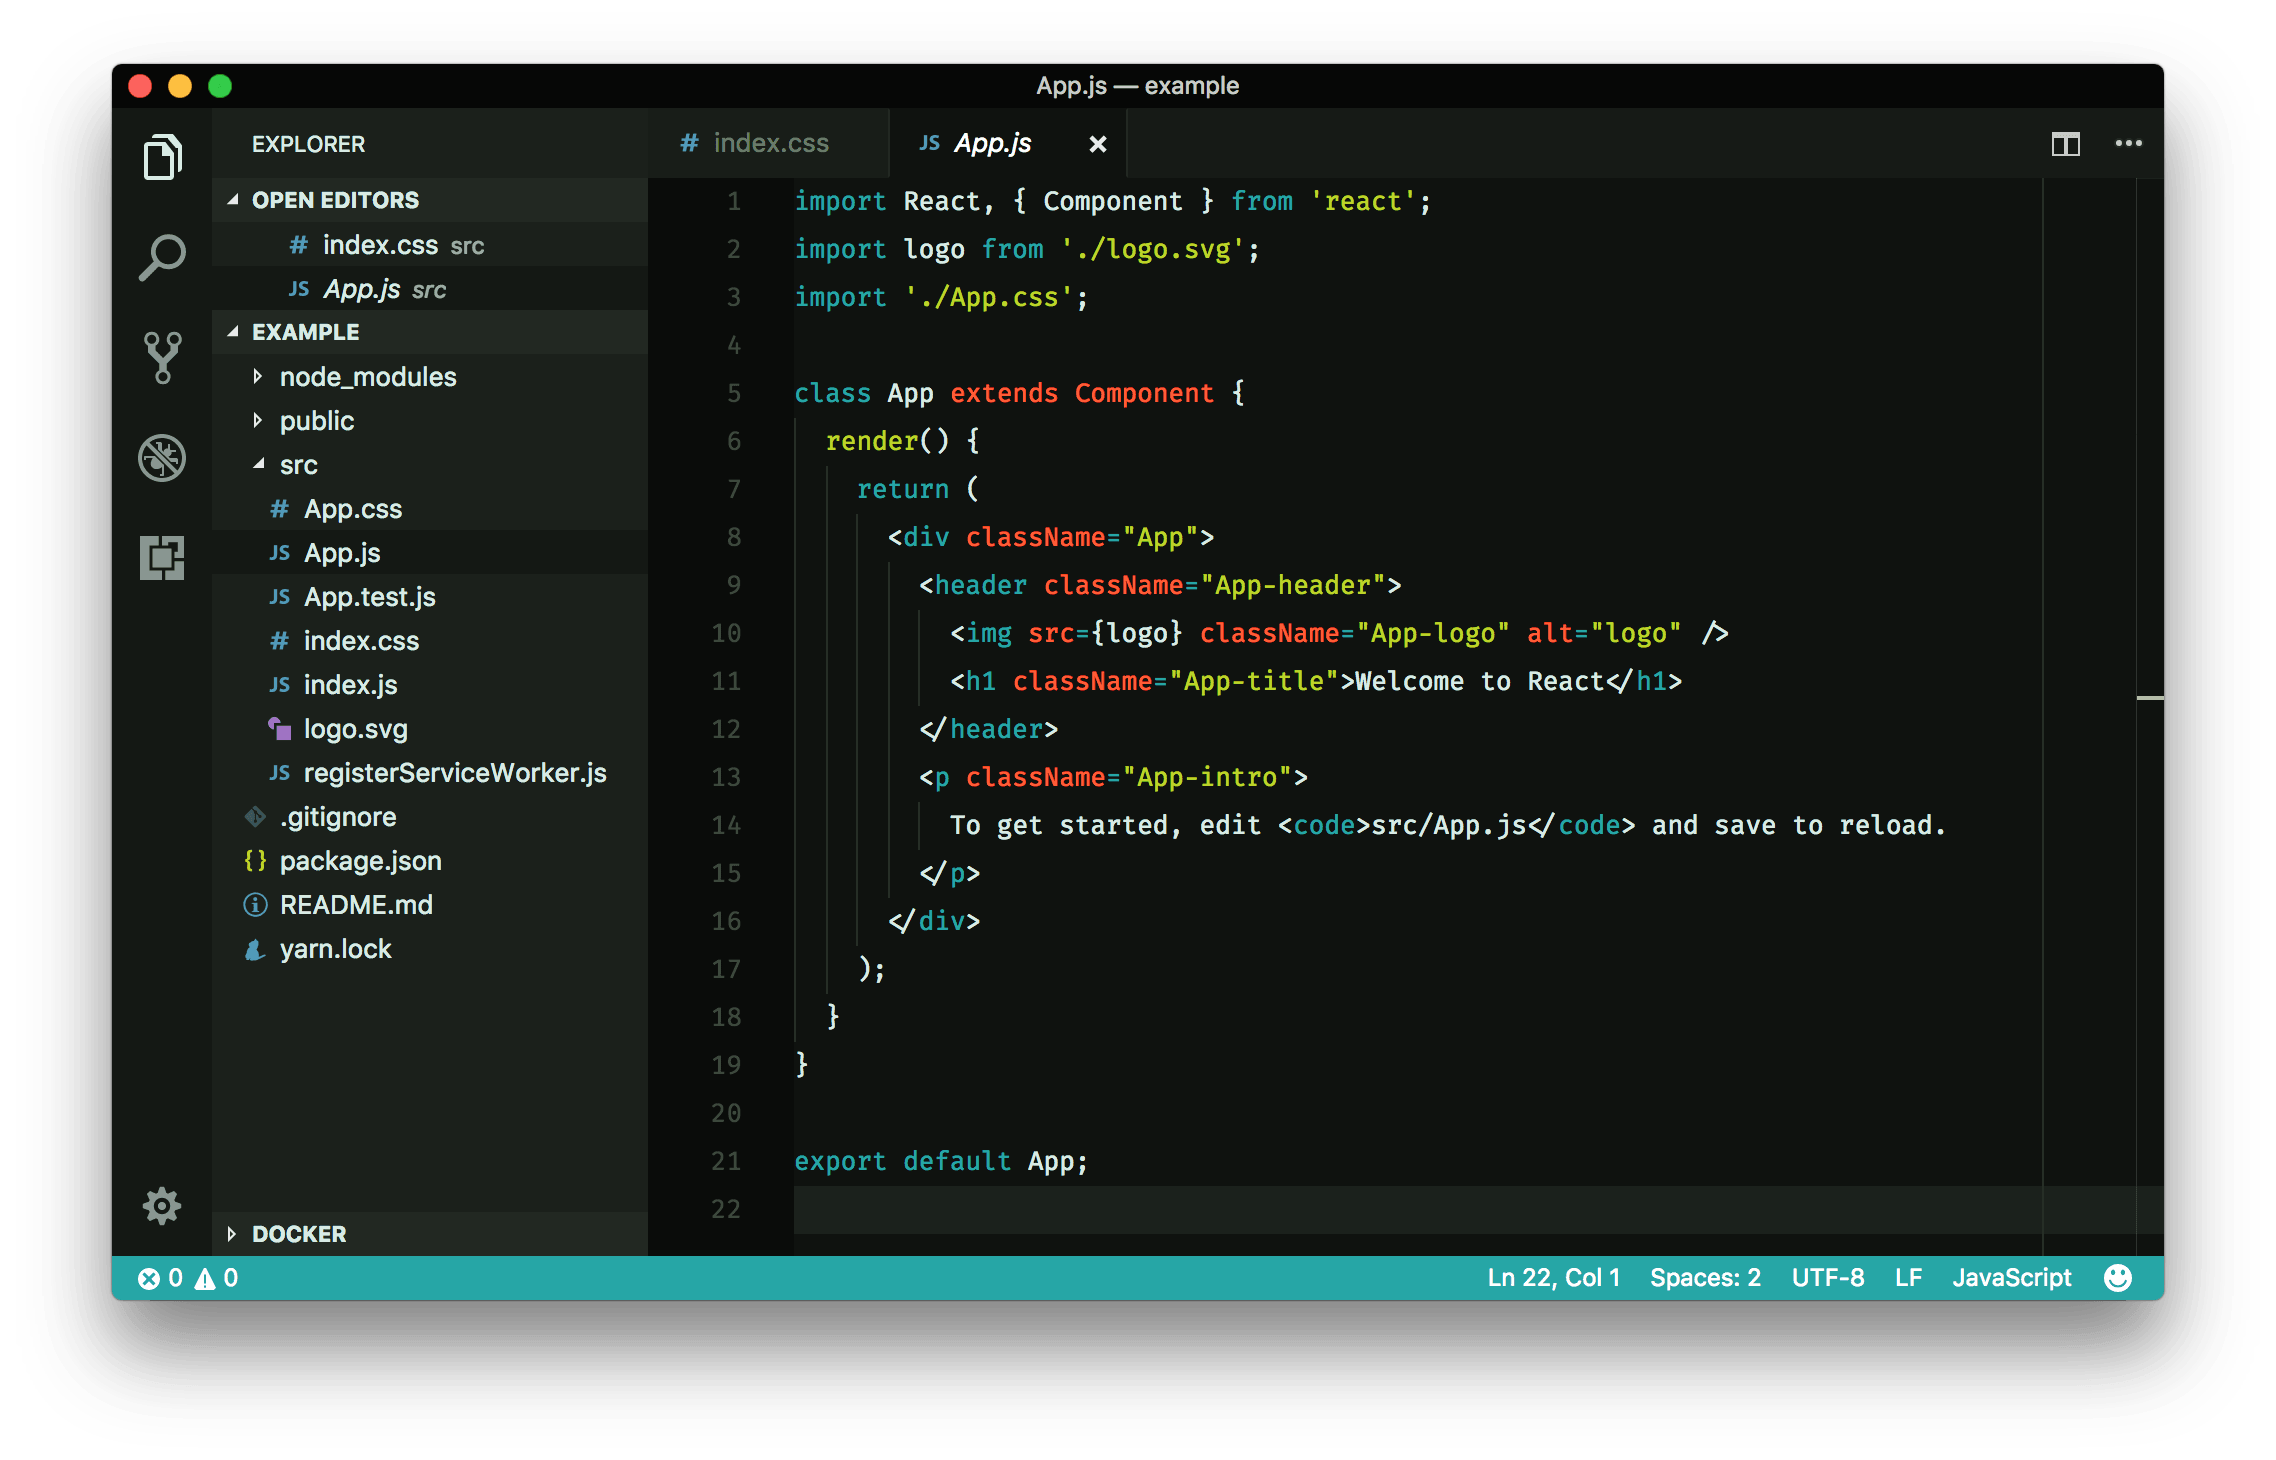 App.js — example
EXPLORER
OPEN EDITORS
# index.css src
JS App.js src
EXAMPLE
node_modules
public
src
# App.css
JS App.js
JS App.test.js
# index.css
JS index.js
logo.svg
JS registerServiceWorker.js
.gitignore
{} package.json
README.md
yarn.lock
DOCKER
# index.css
JS App.js
1 import React, { Component } from 'react';
2 import logo from './logo.svg';
3 import './App.css';
4
5 class App extends Component {
6 render() {
7 return (
8 <div className="App">
9 <header className="App-header">
10 <img src={logo} className="App-logo" alt="logo" />
11 <h1 className="App-title">Welcome to React</h1>
12 </header>
13 <p className="App-intro">
14 To get started, edit <code>src/App.js</code> and save to reload.
15 </p>
16 </div>
17 );
18 }
19 }
20
21 export default App;
22
0 0
Ln 22, Col 1 Spaces: 2 UTF-8 LF JavaScript